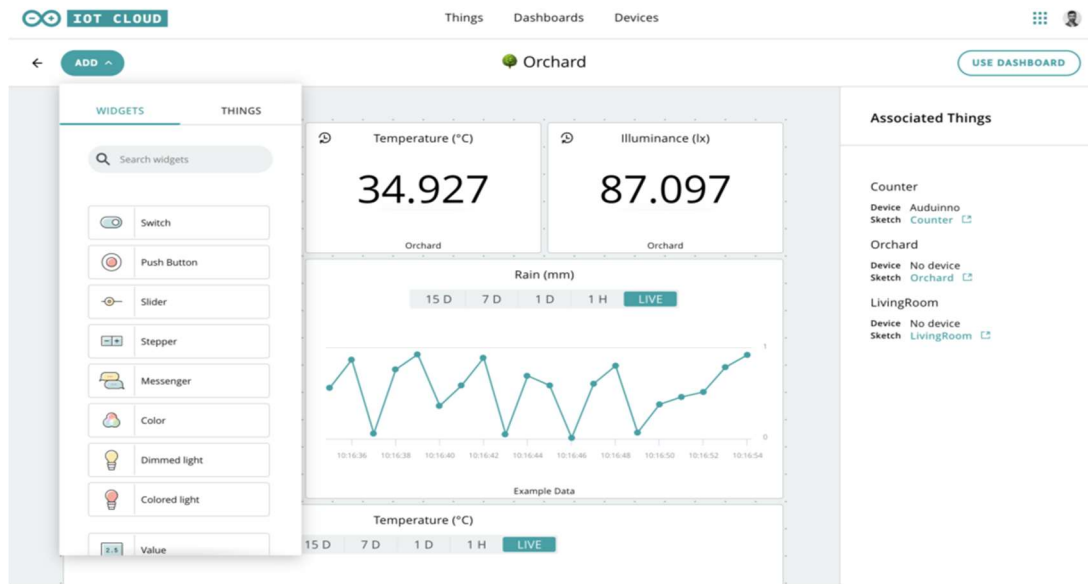 IOT CLOUD
Things Dashboards Devices
ADD
Orchard
USE DASHBOARD
WIDGETS THINGS
Search widgets
Switch
Push Button
Slider
Stepper
Messenger
Color
Dimmed light
Colored light
2.5 Value
Temperature (°C)
34.927
Orchard
Illuminance (lx)
87.097
Orchard
Rain (mm)
15 D 7 D 1 D 1 H LIVE
1
0
10:16:36 10:16:38 10:16:40 10:16:42 10:16:44 10:16:46 10:16:48 10:16:50 10:16:52 10:16:54
Example Data
Temperature (°C)
15 D 7 D 1 D 1 H LIVE
Associated Things
Counter
Device Auduinno
Sketch Counter
Orchard
Device No device
Sketch Orchard
LivingRoom
Device No device
Sketch LivingRoom